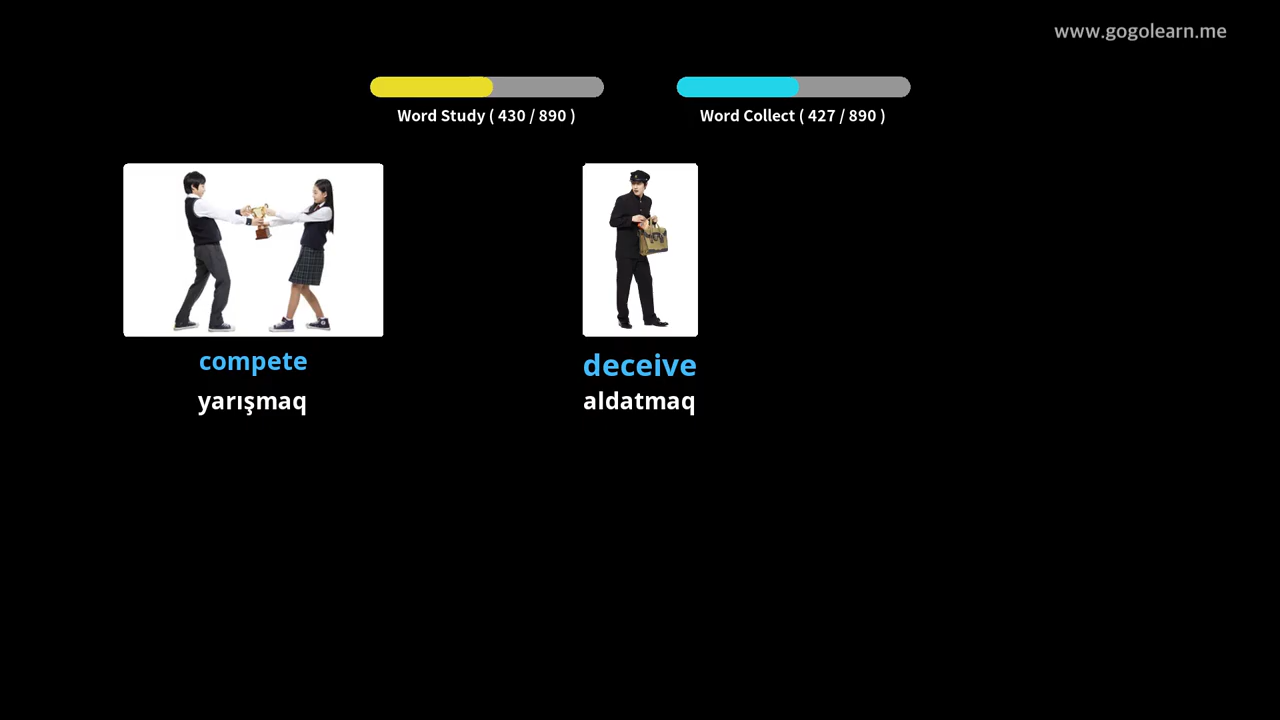 www.gogolearn.me
Word Study ( 430 / 890 )
Word Collect ( 427 / 890 )
compete
yarışmaq
deceive
aldatmaq